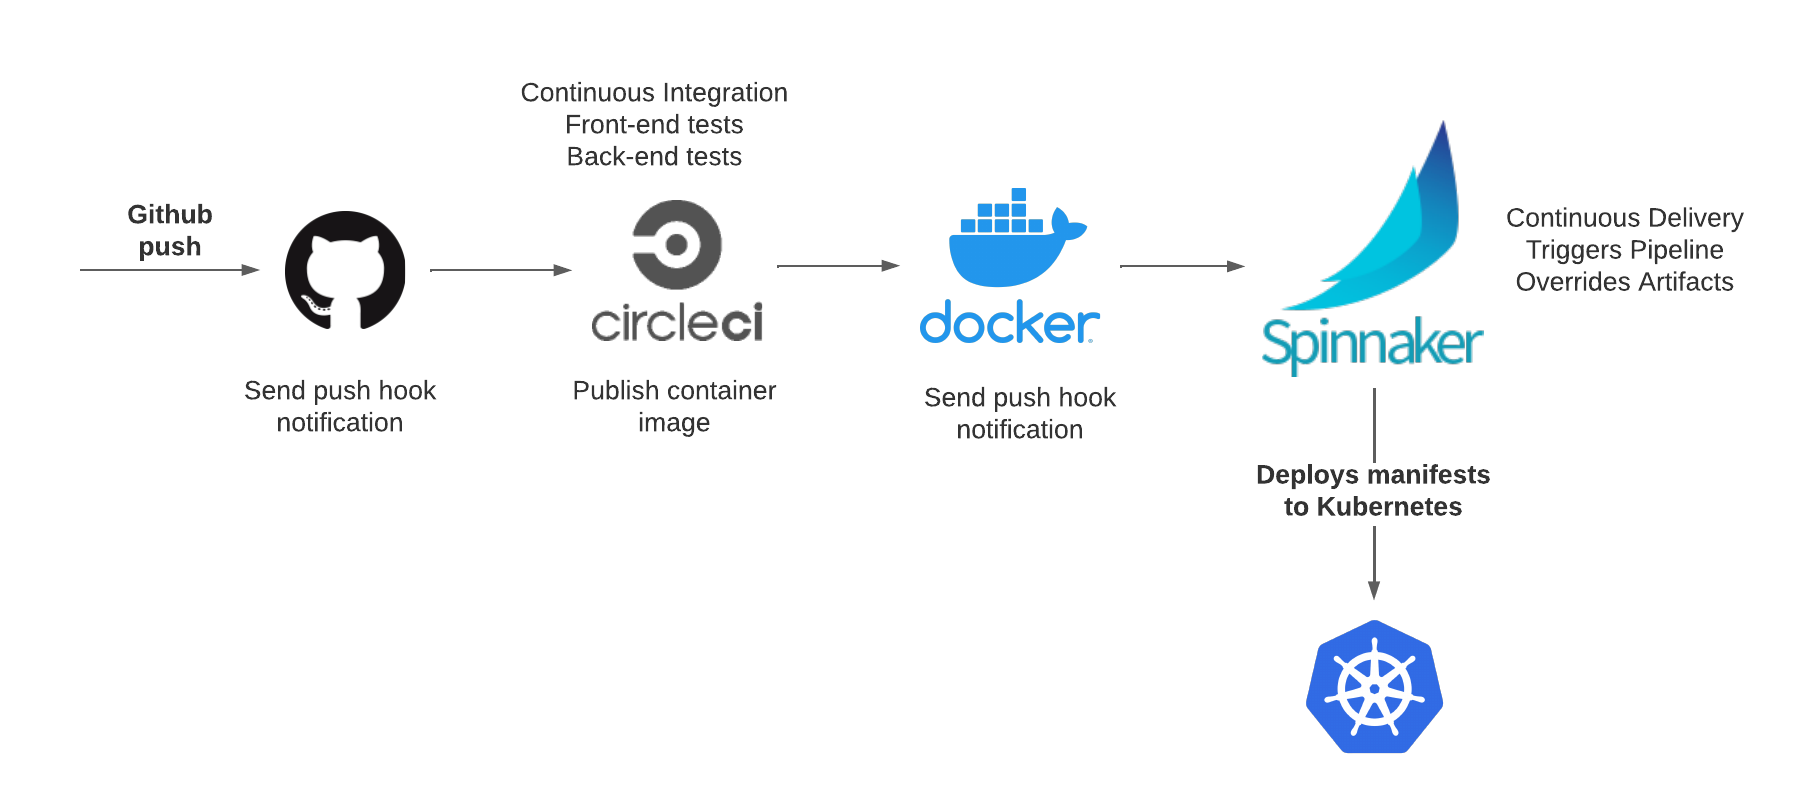 Continuous Integration
Front-end tests
Back-end tests
Github
push
circleci
docker
Spinnaker
Continuous Delivery
Triggers Pipeline
Overrides Artifacts
Send push hook
notification
Publish container
image
Send push hook
notification
Deploys manifests
to Kubernetes